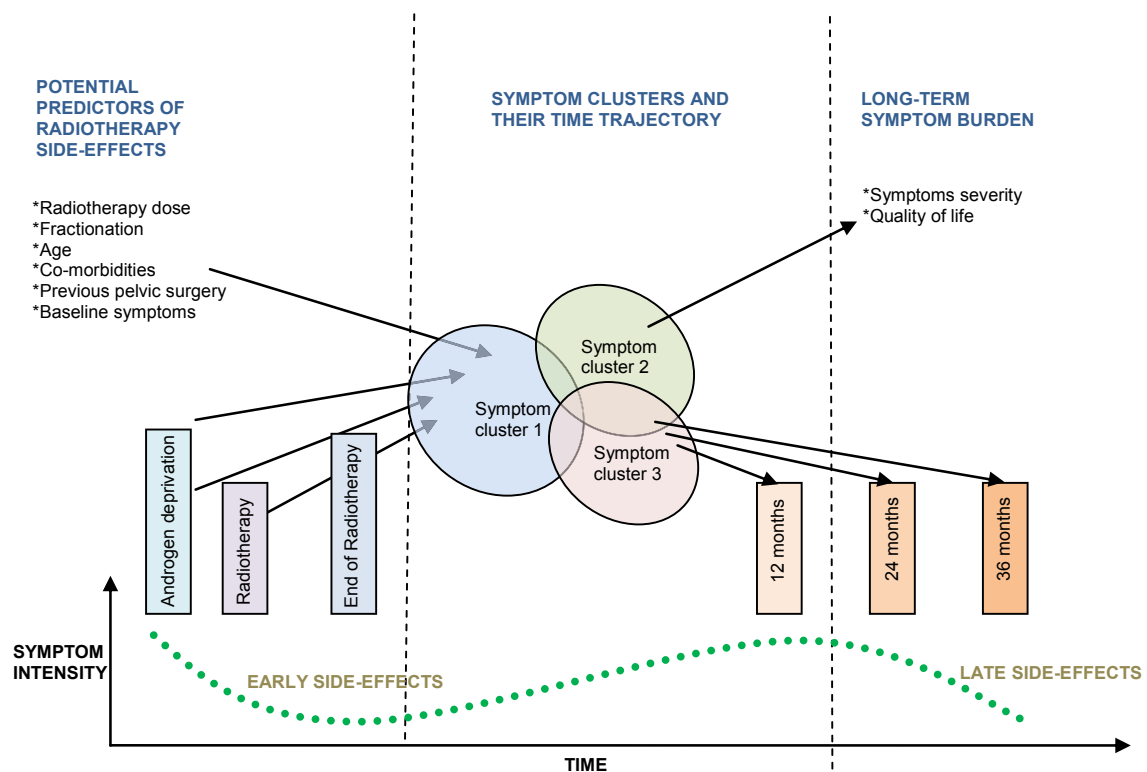 POTENTIAL
PREDICTORS OF
RADIOTHERAPY
SIDE-EFFECTS
*Radiotherapy dose
*Fractionation
*Age
*Co-morbidities
*Previous pelvic surgery
*Baseline symptoms
SYMPTOM CLUSTERS AND
THEIR TIME TRAJECTORY
LONG-TERM
SYMPTOM BURDEN
*Symptoms severity
*Quality of life
Symptom
cluster 2
Symptom
cluster 1
Symptom
cluster 3
Androgen deprivation
Radiotherapy
End of Radiotherapy
12 months
24 months
36 months
SYMPTOM
INTENSITY
EARLY SIDE-EFFECTS
LATE SIDE-EFFECTS
TIME